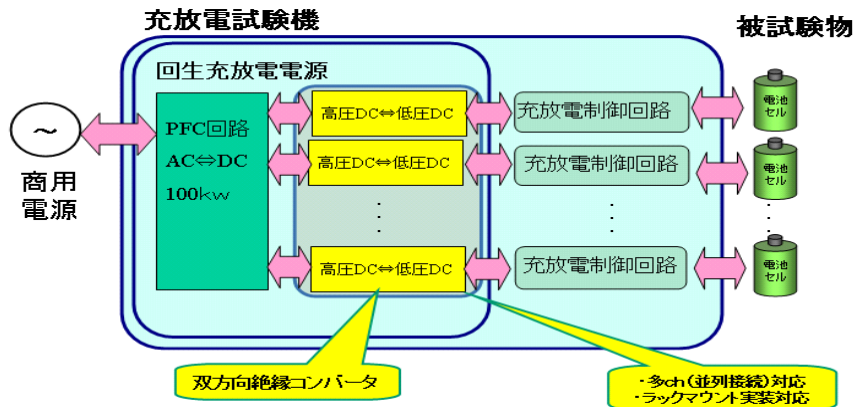 充放電試験機
被試験物
回生充放電電源
～
商用
電源
PFC回路
AC⇔DC
100kw
高圧DC⇔低圧DC
充放電制御回路
電池
セル
高圧DC⇔低圧DC
充放電制御回路
電池
セル
高圧DC⇔低圧DC
充放電制御回路
電池
セル
双方向絶縁コンバータ
・多ch(並列接続)対応
・ラックマウント実装対応